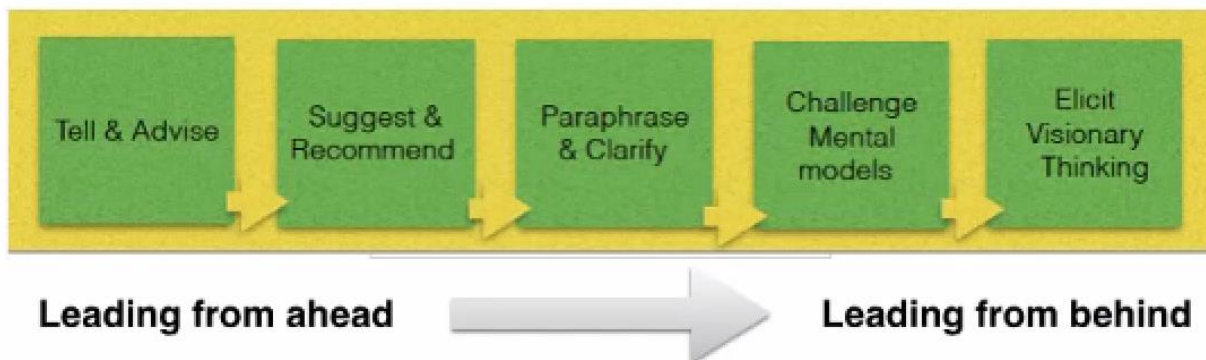 Tell & Advise
Suggest &
Recommend
Paraphrase
& Clarify
Challenge
Mental
models
Elicit
Visionary
Thinking
Leading from ahead
Leading from behind